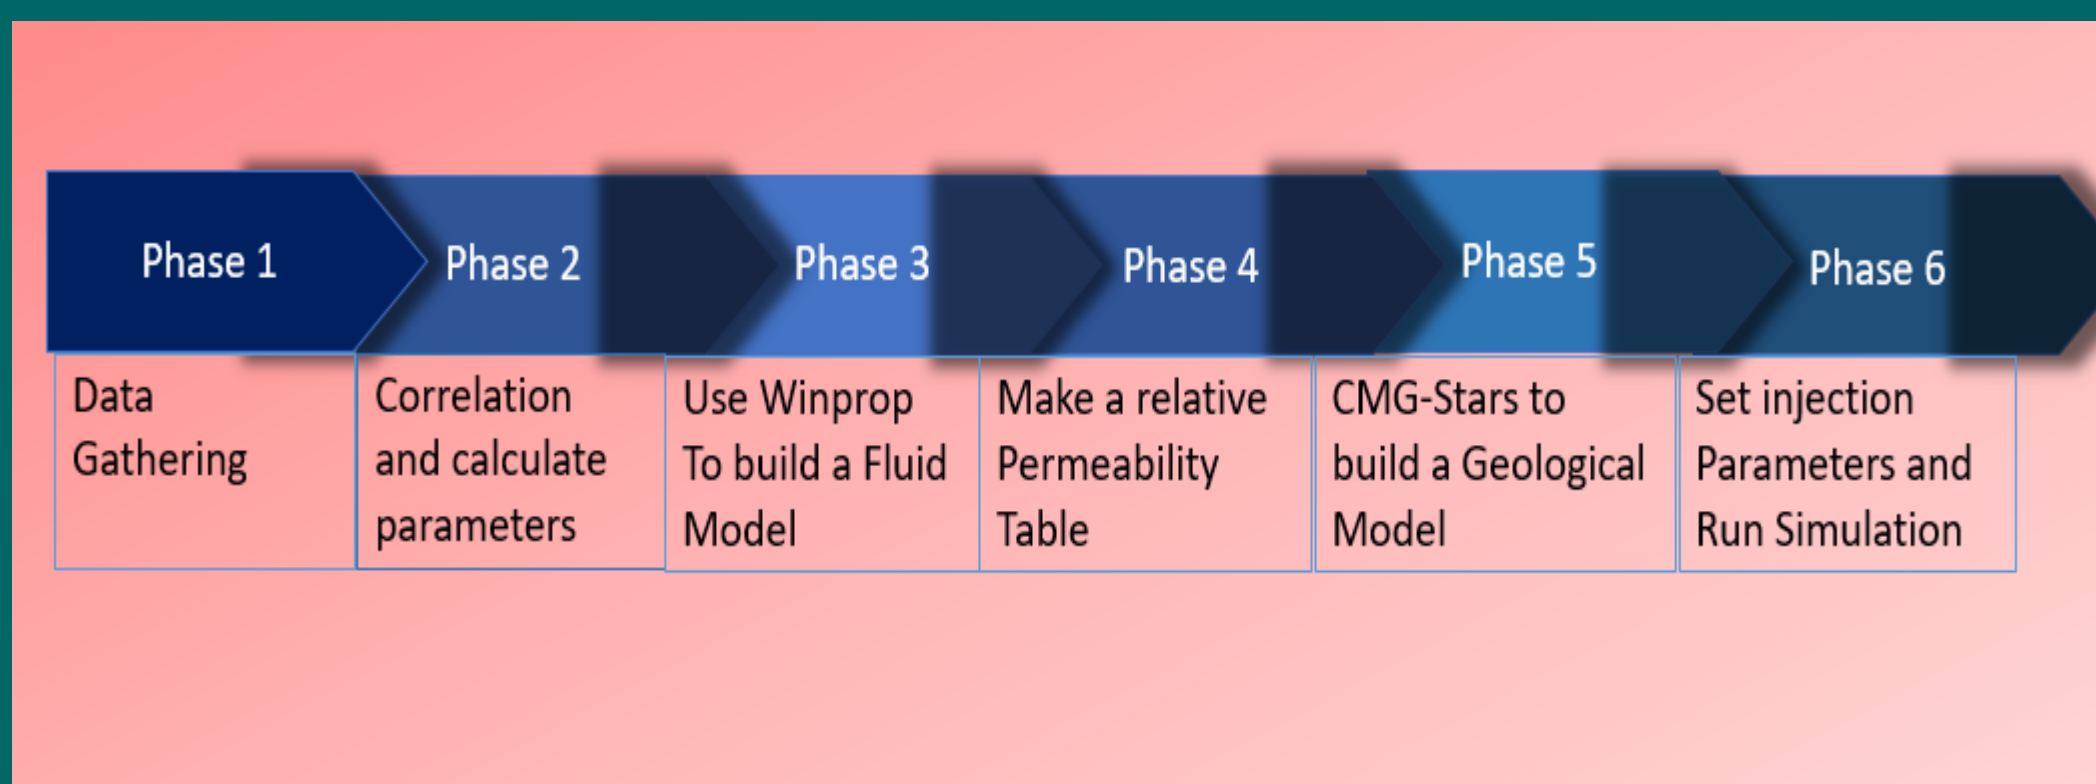 Phase 1
Phase 2
Phase 3
Phase 4
Phase 5
Phase 6
Data
Gathering
Correlation
and calculate
parameters
Use Winprop
To build a Fluid
Model
Make a relative
Permeability
Table
CMG-Stars to
build a Geological
Model
Set injection
Parameters and
Run Simulation